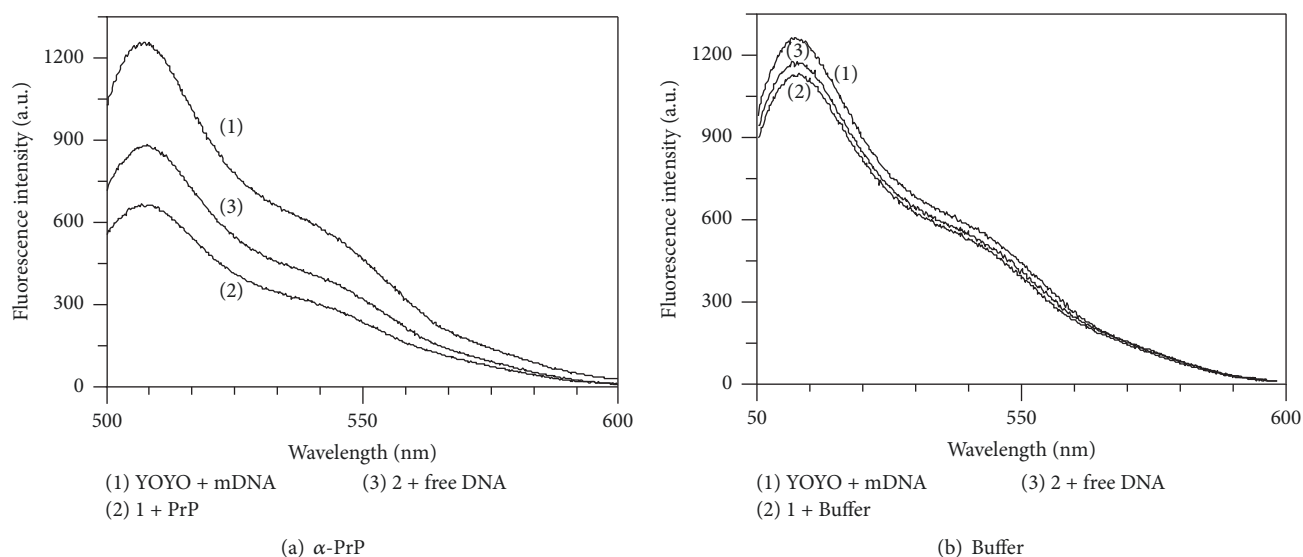 Fluorescence intensity (a.u.)
1200
900
600
300
0
(1)
(3)
(2)
500
550
600
Wavelength (nm)
(1) YOYO + mDNA
(3) 2 + free DNA
(2) 1 + PrP
(a) α-PrP
Fluorescence intensity (a.u.)
1200
900
600
300
0
(3)
(1)
(2)
50
550
600
Wavelength (nm)
(1) YOYO + mDNA
(3) 2 + free DNA
(2) 1 + Buffer
(b) Buffer